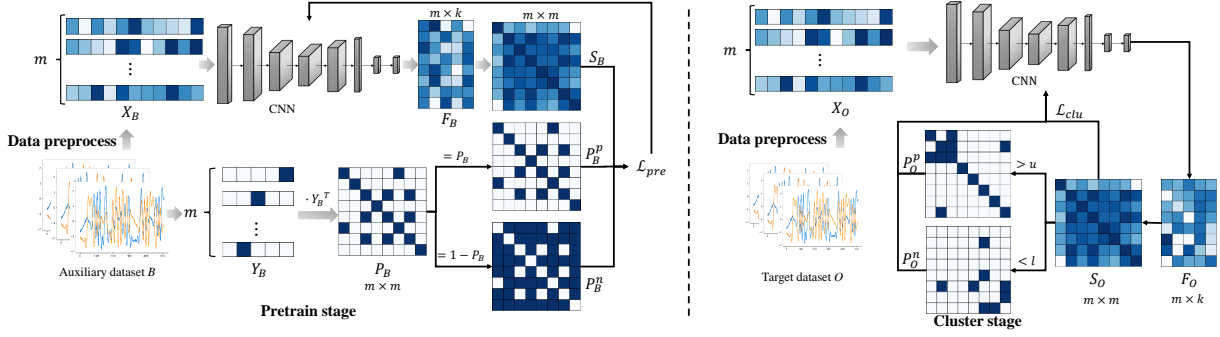 m × k
m × m
m
⋮
X_B
CNN
F_B
S_B
Data preprocess
Auxiliary dataset B
m
⋮
Y_B
· Y_B^T
P_B
m × m
= P_B
= 1 − P_B
P_B^p
P_B^n
ℒ_pre
Pretrain stage
m
⋮
X_O
CNN
Data preprocess
Target dataset O
ℒ_clu
P_O^p
> u
P_O^n
< l
S_O
m × m
F_O
m × k
Cluster stage